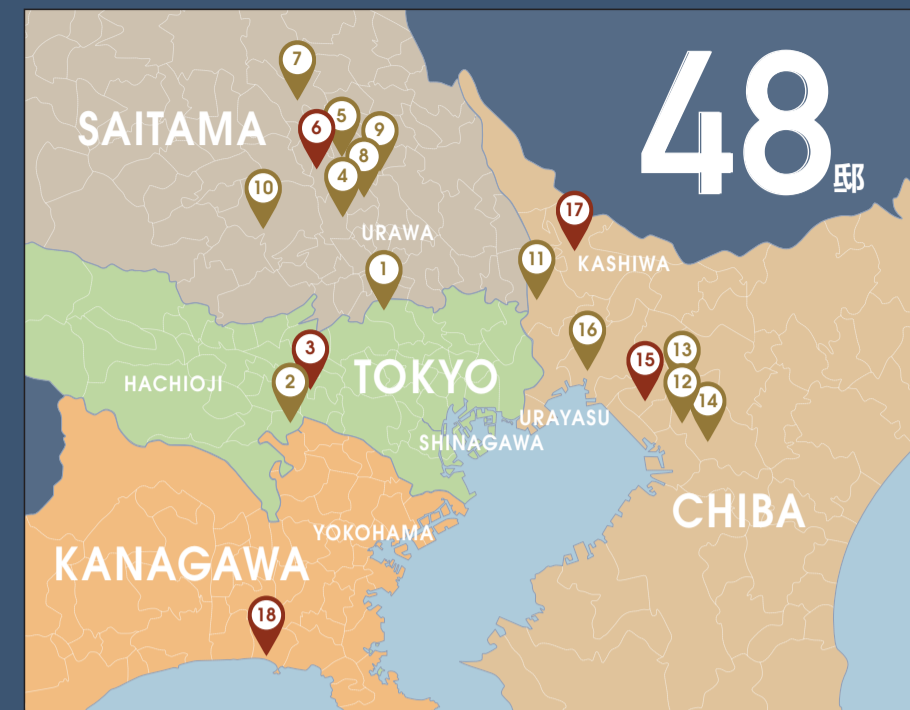 48邸
7
SAITAMA
5
6
9
8
4
10
URAWA
17
KASHIWA
11
1
16
3
TOKYO
15
13
HACHIOJI
2
12
14
URAYASU
SHINAGAWA
CHIBA
YOKOHAMA
KANAGAWA
18